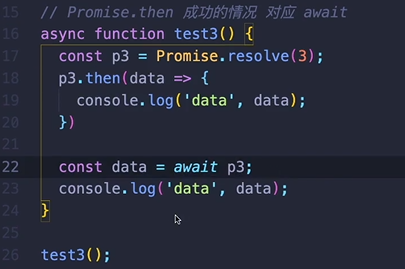 15 // Promise.then 成功的情况 对应 await
16 async function test3() {
17 const p3 = Promise.resolve(3);
18 p3.then(data => {
19 console.log('data', data);
20 })
21
22 const data = await p3;
23 console.log('data', data);
24 }
25
26 test3();